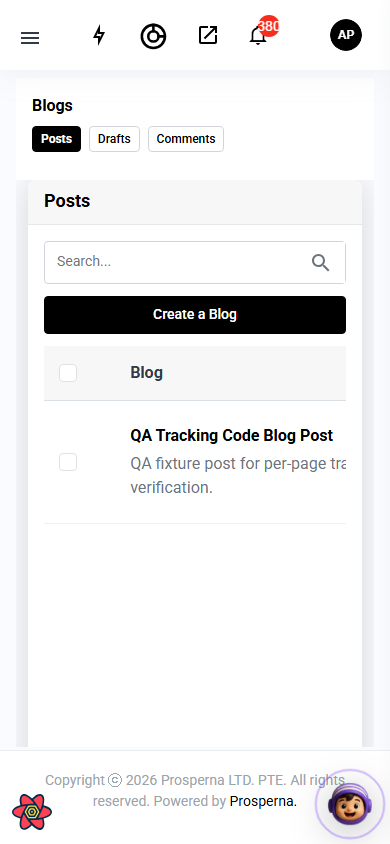 380
AP
Blogs
Posts Drafts Comments
Posts
Search...
Create a Blog
Blog
QA Tracking Code Blog Post
QA fixture post for per-page tra
verification.
Copyright © 2026 Prosperna LTD. PTE. All rights
reserved. Powered by Prosperna.